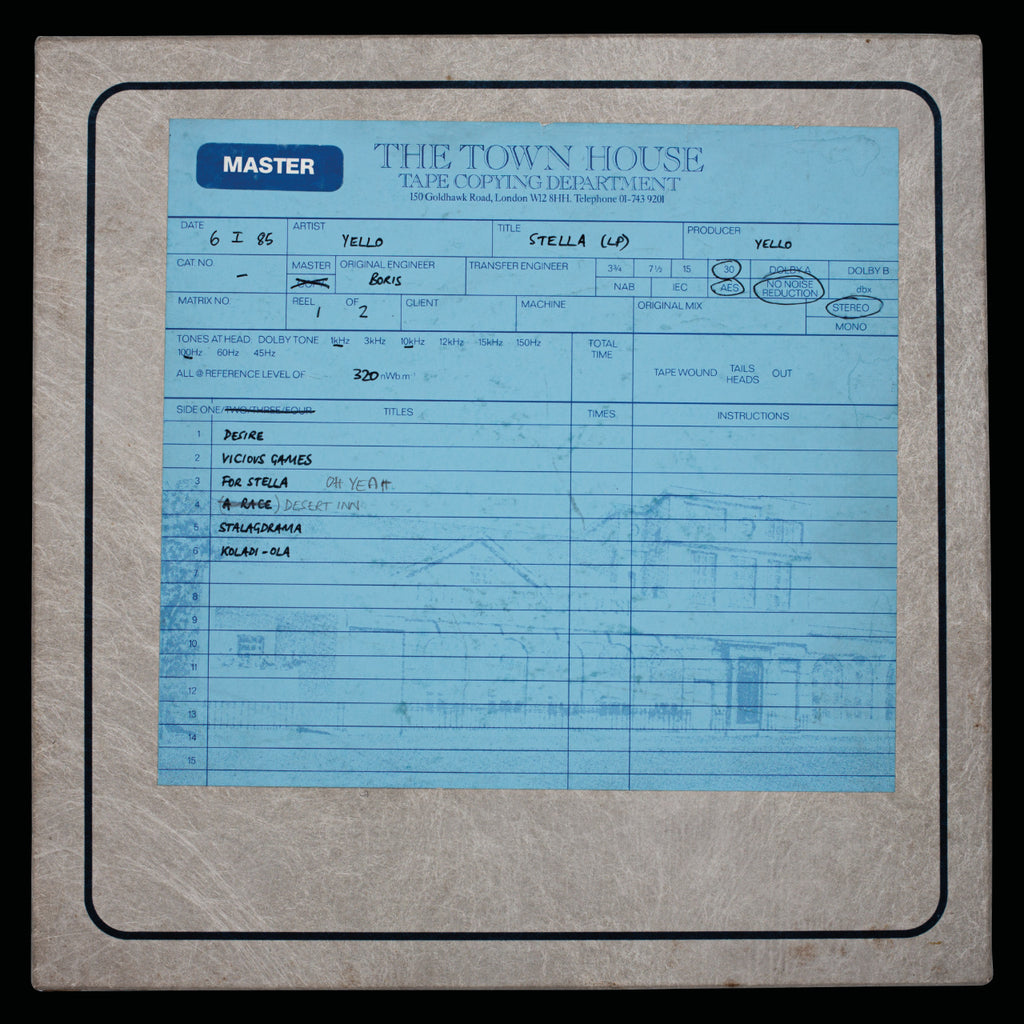 MASTER
THE TOWN HOUSE
TAPE COPYING DEPARTMENT
150 Goldhawk Road, London W12 8HH. Telephone 01-743 9201
DATE 6 I 85 ARTIST YELLO TITLE STELLA (LP) PRODUCER YELLO
CAT NO. – MASTER ORIGINAL ENGINEER BORIS TRANSFER ENGINEER 3¾ 7½ 15 30 DOLBY A DOLBY B
COPY NAB IEC AES NO NOISE REDUCTION dbx
MATRIX NO. REEL 1 OF 2 CLIENT MACHINE ORIGINAL MIX STEREO
MONO
TONES AT HEAD DOLBY TONE 1kHz 3kHz 10kHz 12kHz 15kHz 150Hz
100Hz 60Hz 45Hz
TOTAL TIME
ALL @ REFERENCE LEVEL OF 320 nWbm
TAPE WOUND TAILS HEADS OUT
SIDE ONE/TWO/THREE/FOUR TITLES TIMES INSTRUCTIONS
1 DESIRE
2 VICIOUS GAMES
3 FOR STELLA OH YEAH
4 (A RACE) DESERT INN
5 STALAGDRAMA
6 KOLADI-OLA
7
8
9
10
11
12
13
14
15